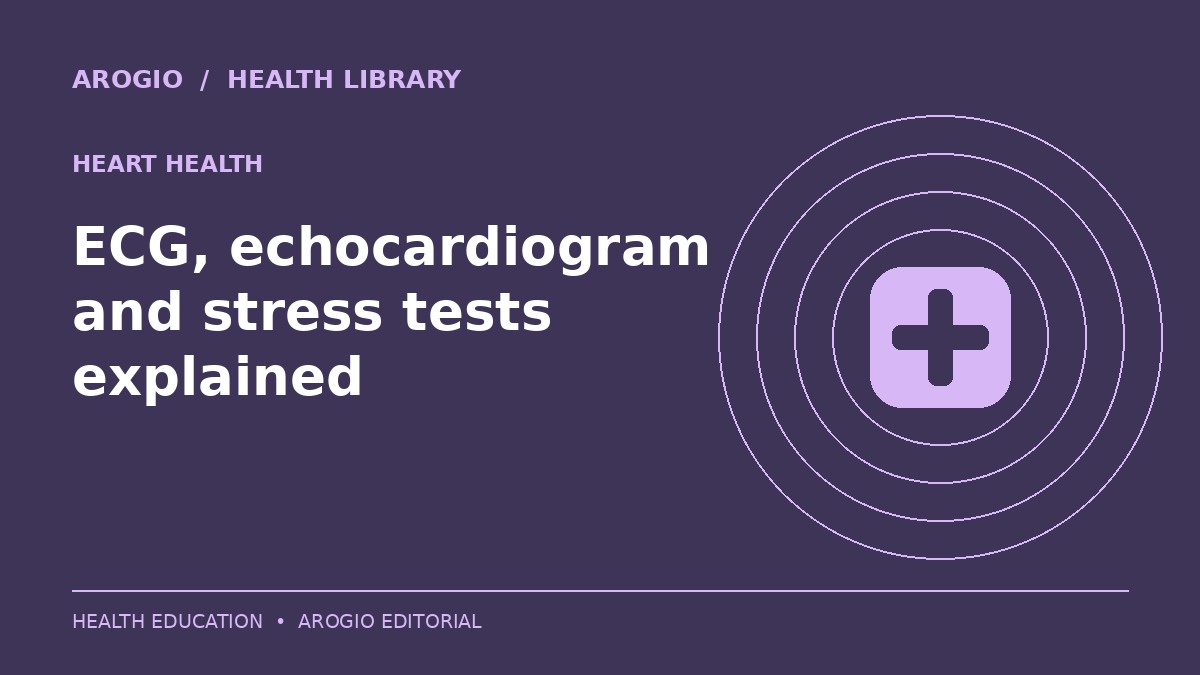 AROGIO / HEALTH LIBRARY
HEART HEALTH
ECG, echocardiogram
and stress tests
explained
HEALTH EDUCATION • AROGIO EDITORIAL